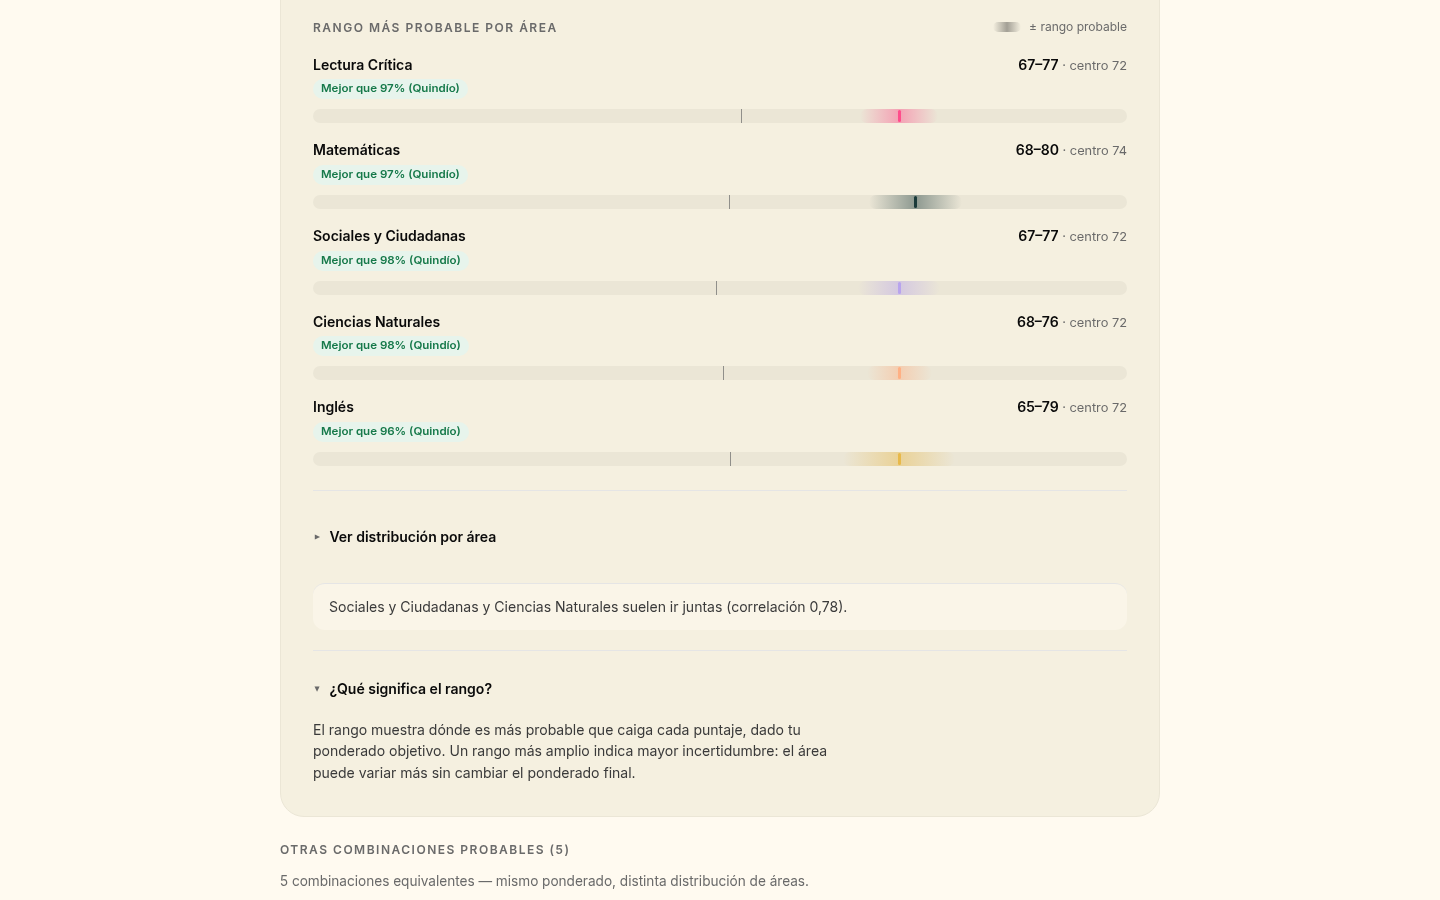 RANGO MÁS PROBABLE POR ÁREA
± rango probable
Lectura Crítica
67–77 · centro 72
Mejor que 97% (Quindío)
Matemáticas
68–80 · centro 74
Mejor que 97% (Quindío)
Sociales y Ciudadanas
67–77 · centro 72
Mejor que 98% (Quindío)
Ciencias Naturales
68–76 · centro 72
Mejor que 98% (Quindío)
Inglés
65–79 · centro 72
Mejor que 96% (Quindío)
Ver distribución por área
Sociales y Ciudadanas y Ciencias Naturales suelen ir juntas (correlación 0,78).
¿Qué significa el rango?
El rango muestra dónde es más probable que caiga cada puntaje, dado tu
ponderado objetivo. Un rango más amplio indica mayor incertidumbre: el área
puede variar más sin cambiar el ponderado final.
OTRAS COMBINACIONES PROBABLES (5)
5 combinaciones equivalentes — mismo ponderado, distinta distribución de áreas.